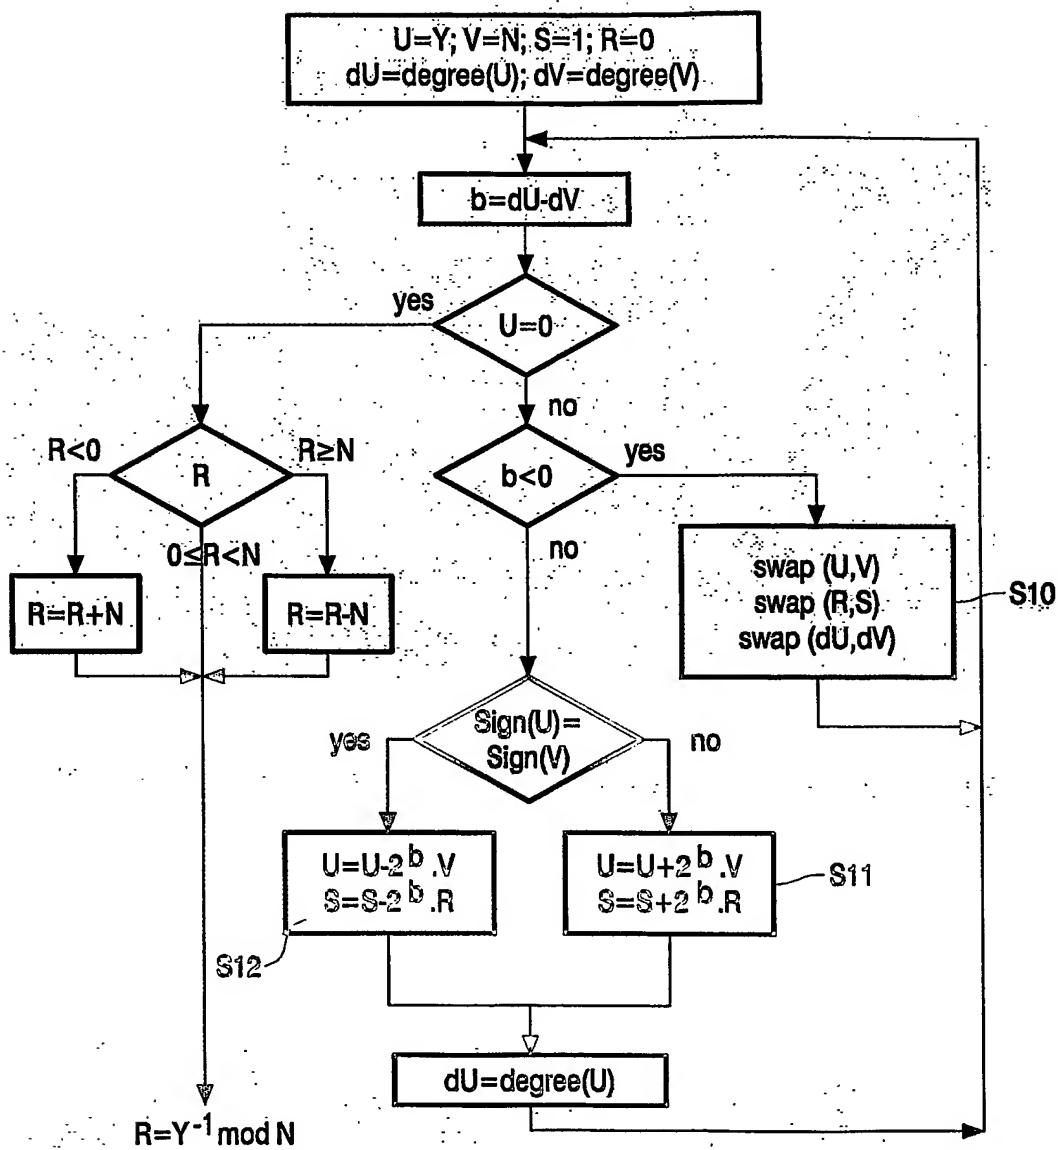 U=Y; V=N; S=1; R=0
dU=degree(U); dV=degree(V)
b=dU-dV
yes
U=0
no
R<0
R
R≥N
b<0
yes
0≤R<N
no
R=R+N
R=R-N
swap (U,V)
swap (R,S)
swap (dU,dV)
S10
Sign(U)=
Sign(V)
yes
no
U=U-2^b.V
S=S-2^b.R
U=U+2^b.V
S=S+2^b.R
S11
S12
dU=degree(U)
R=Y^-1 mod N